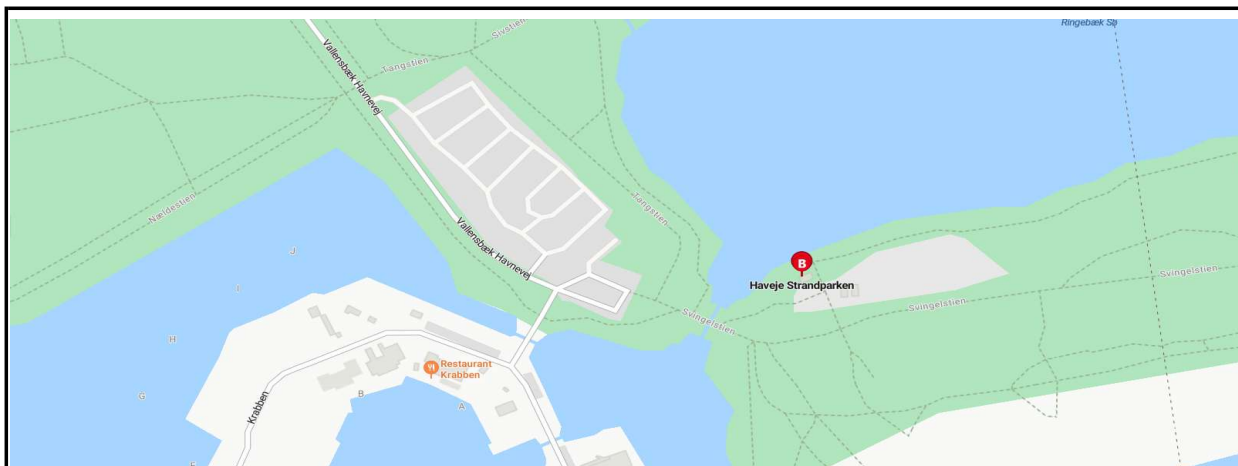 Ringebæk Sø
Sivstien
Tangstien
Vallensbæk Havnevej
Nældestien
Tangstien
Vallensbæk Havnevej
J
I
B
Haveje Strandparken
Svingelstien
Svingelstien
Svingelstien
H
Restaurant
Krabben
G
B
A
Krabben
F